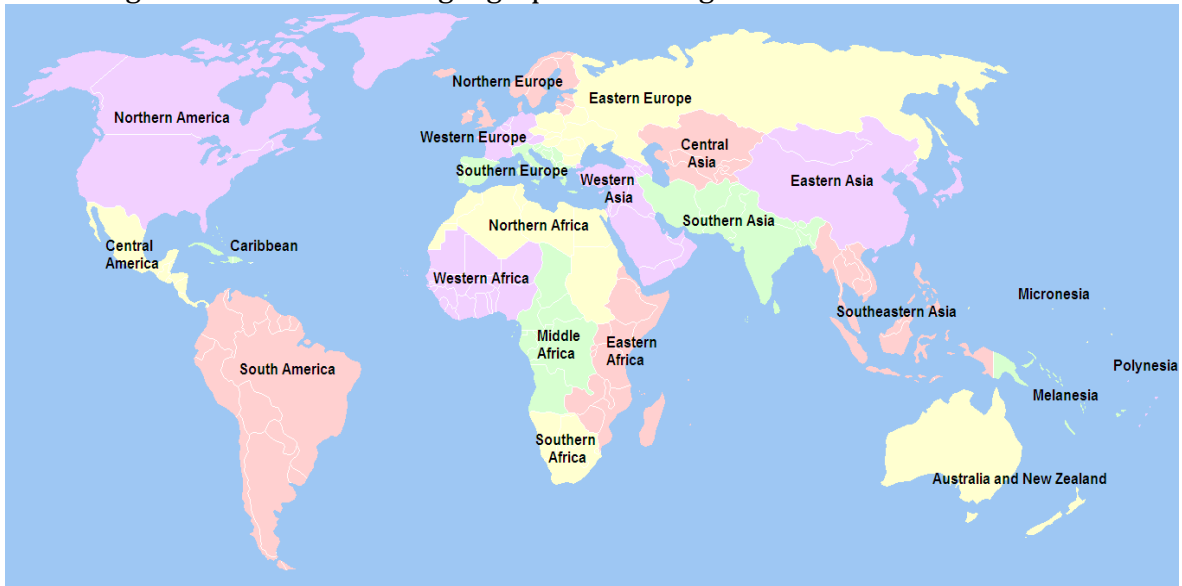 Northern Europe
Eastern Europe
Northern America
Western Europe
Central
Asia
Southern Europe
Western
Asia
Eastern Asia
Northern Africa
Southern Asia
Central
America
Caribbean
Western Africa
Micronesia
Southeastern Asia
Middle
Africa
Eastern
Africa
South America
Polynesia
Melanesia
Southern
Africa
Australia and New Zealand